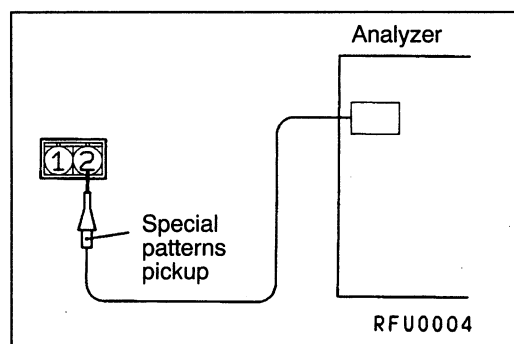 Analyzer
1 2
Special
patterns
pickup
RFU0004